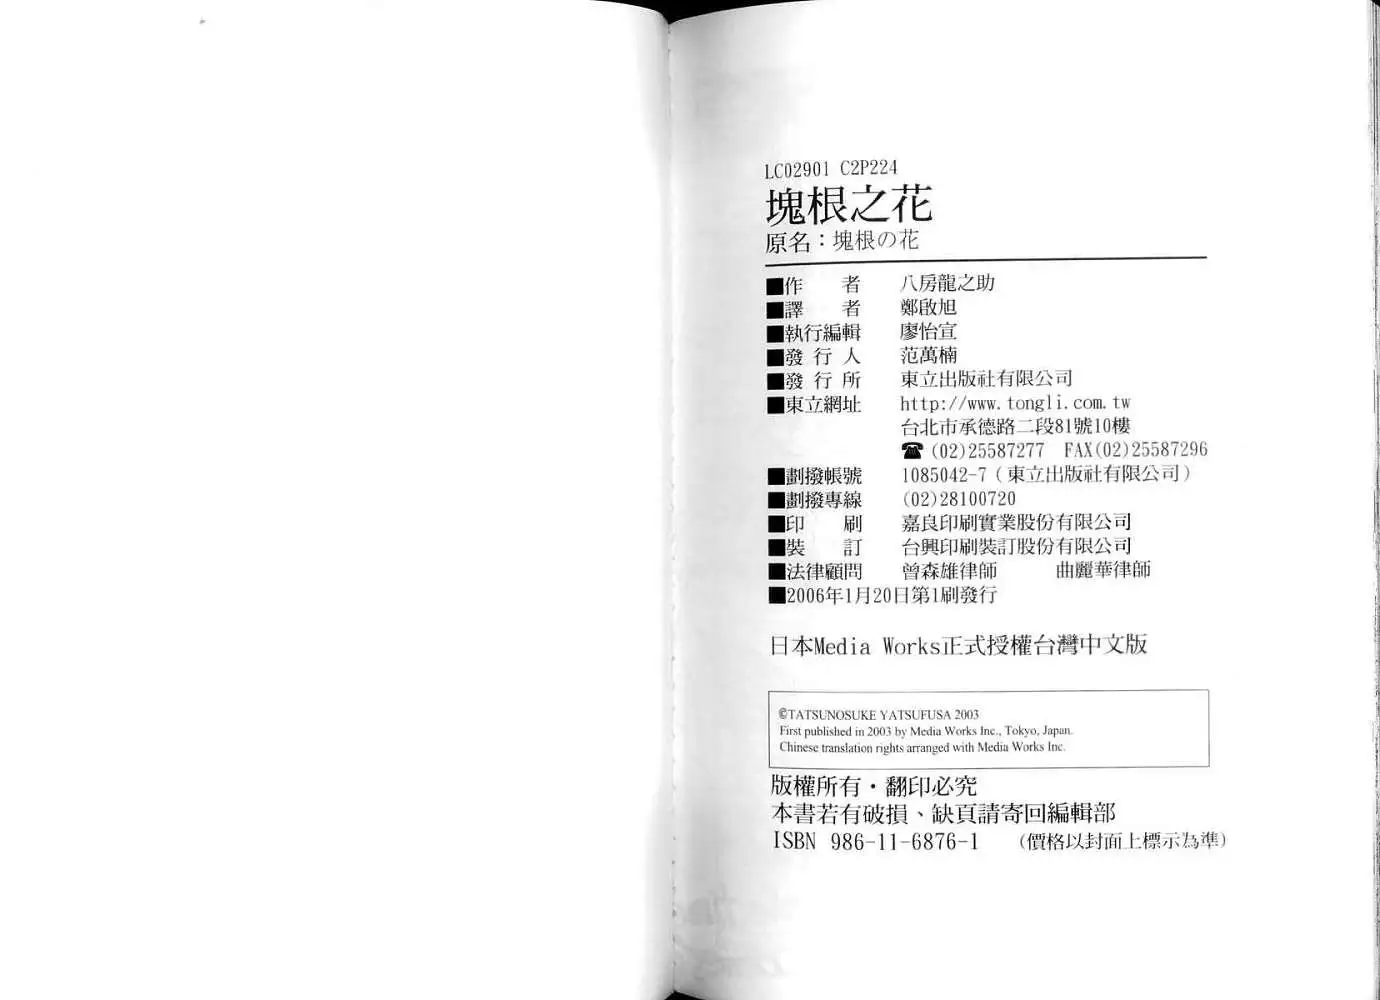 LC02901 C2P224
塊根之花
原名：塊根の花
■作　者　八房龍之助
■譯　者　鄭啟旭
■執行編輯　廖怡宣
■發行人　范萬楠
■發行所　東立出版社有限公司
■東立網址　http://www.tongli.com.tw
台北市承德路二段81號10樓
☎(02)25587277　FAX(02)25587296
■劃撥帳號　1085042-7（東立出版社有限公司）
■劃撥專線　(02)28100720
■印　刷　嘉良印刷實業股份有限公司
■裝　訂　台興印刷裝訂股份有限公司
■法律顧問　曾森雄律師　曲麗華律師
■2006年1月20日第1刷發行
日本Media Works正式授權台灣中文版
©TATSUNOSUKE YATSUFUSA 2003
First published in 2003 by Media Works Inc., Tokyo, Japan.
Chinese translation rights arranged with Media Works Inc.
版權所有・翻印必究
本書若有破損、缺頁請寄回編輯部
ISBN 986-11-6876-1　（價格以封面上標示為準）